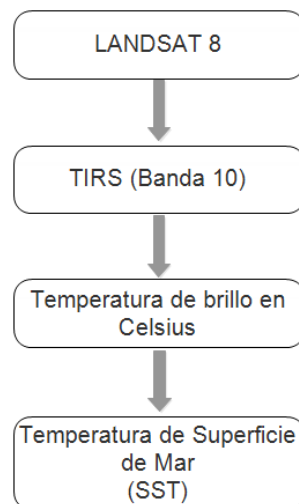 LANDSAT 8
TIRS (Banda 10)
Temperatura de brillo en
Celsius
Temperatura de Superficie
de Mar
(SST)